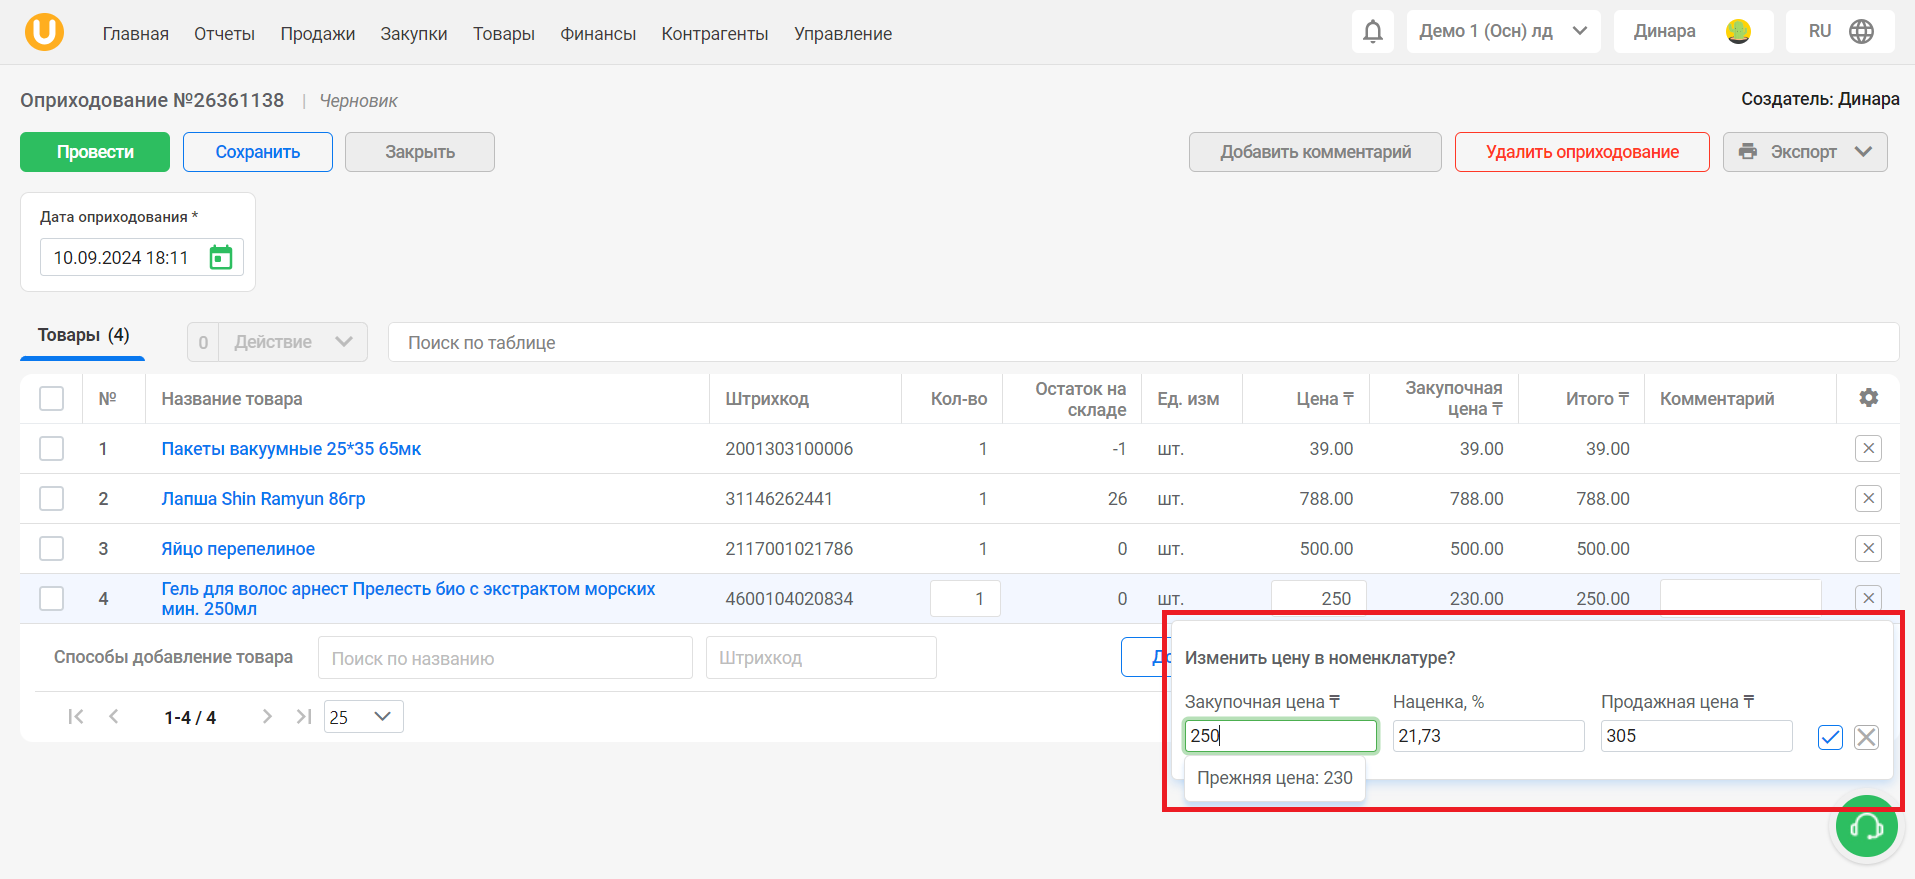 U Главная Отчеты Продажи Закупки Товары Финансы Контрагенты Управление Демо 1 (Осн) лд Динара RU
Оприходование №26361138 | Черновик Создатель: Динара
Провести Сохранить Закрыть Добавить комментарий Удалить оприходование Экспорт
Дата оприходования *
10.09.2024 18:11
Товары (4) 0 Действие Поиск по таблице
№ Название товара Штрихкод Кол-во Остаток на складе Ед. изм Цена ₸ Закупочная цена ₸ Итого ₸ Комментарий
1 Пакеты вакуумные 25*35 65мк 2001303100006 1 -1 шт. 39.00 39.00 39.00
2 Лапша Shin Ramyun 86гр 31146262441 1 26 шт. 788.00 788.00 788.00
3 Яйцо перепелиное 2117001021786 1 0 шт. 500.00 500.00 500.00
4 Гель для волос арнест Прелесть био с экстрактом морских мин. 250мл 4600104020834 1 0 шт. 250 230.00 250.00
Способы добавление товара Поиск по названию Штрихкод
1-4 / 4 25
Изменить цену в номенклатуре?
Закупочная цена ₸ Наценка, % Продажная цена ₸
250 21,73 305
Прежняя цена: 230